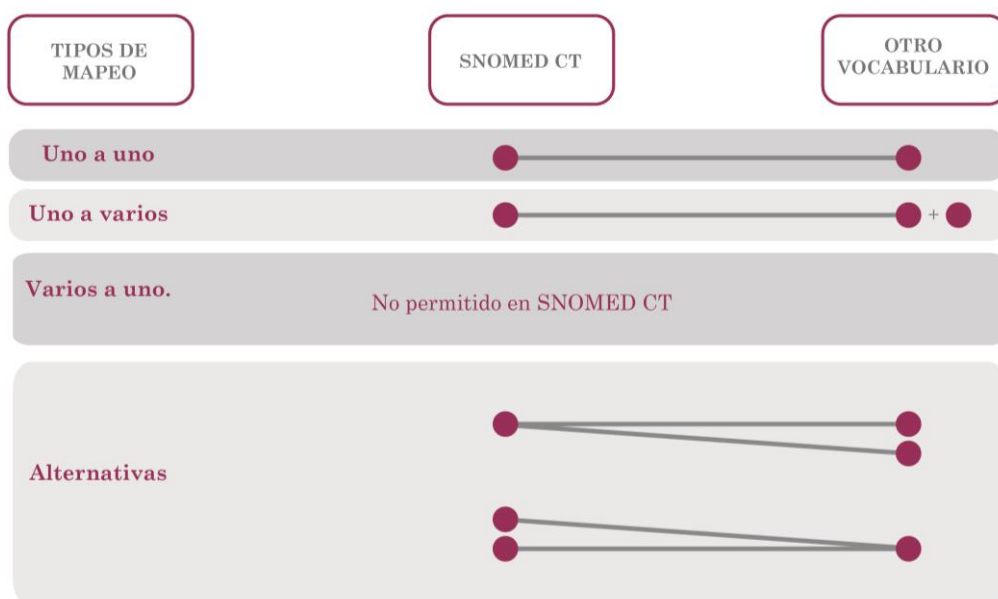 TIPOS DE
MAPEO
SNOMED CT
OTRO
VOCABULARIO
Uno a uno
Uno a varios
+
Varios a uno.
No permitido en SNOMED CT
Alternativas